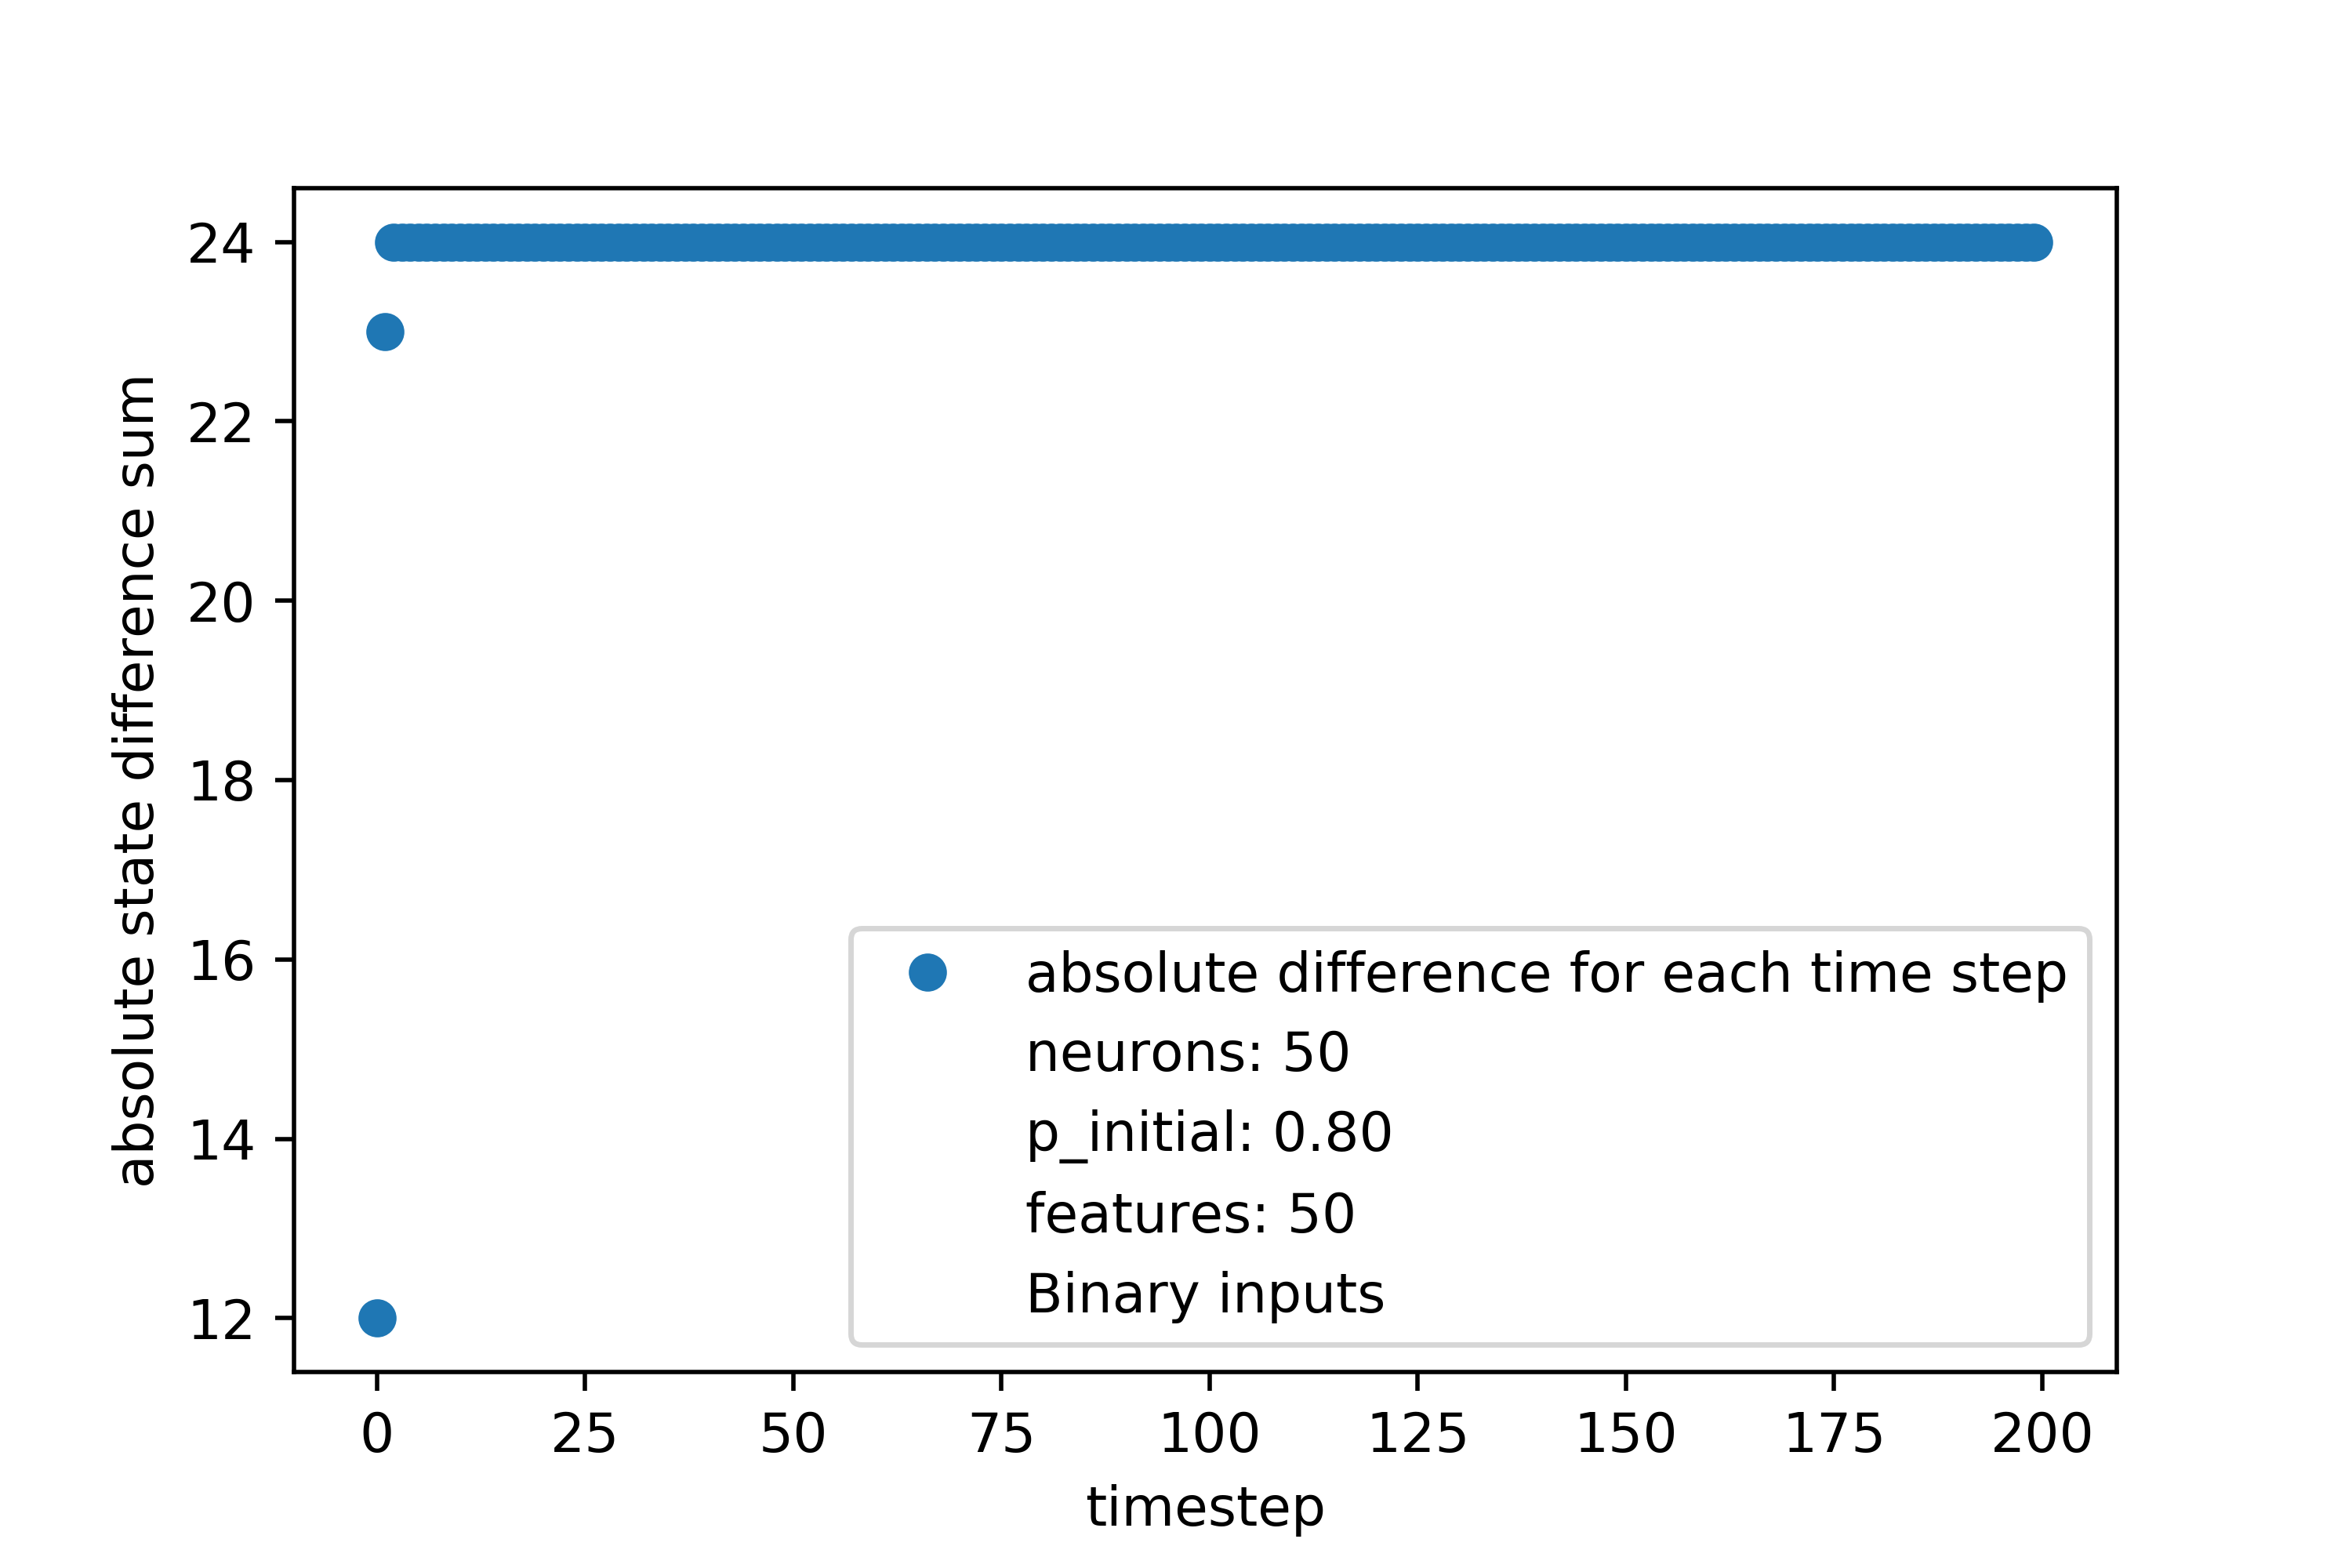 24
22
20
18
16
14
12
absolute state difference sum
absolute difference for each time step
neurons: 50
p_initial: 0.80
features: 50
Binary inputs
0 25 50 75 100 125 150 175 200
timestep